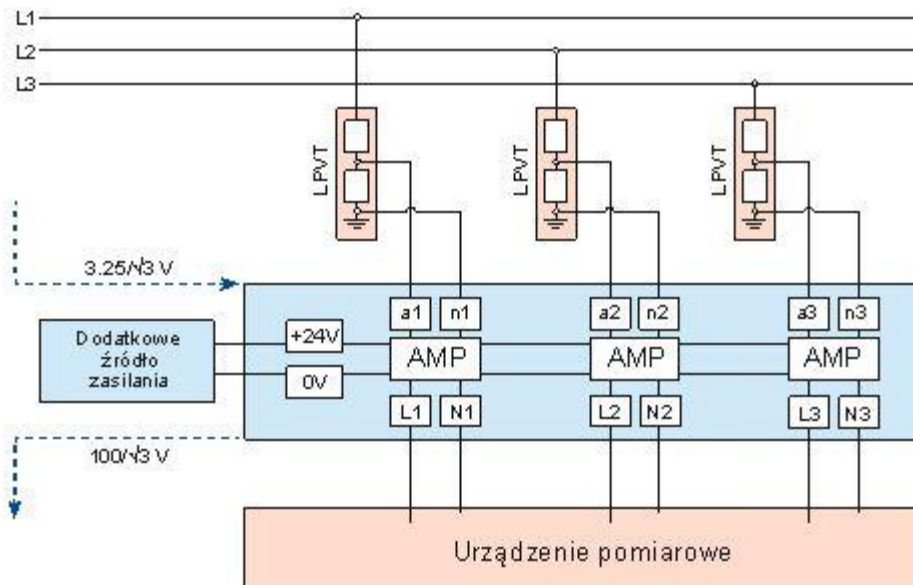 L1
L2
L3
LPVT
LPVT
LPVT
3.25/√3 V
a1 n1 a2 n2 a3 n3
Dodatkowe
źródło
zasilania
+24V
0V
AMP AMP AMP
L1 N1 L2 N2 L3 N3
100/√3 V
Urządzenie pomiarowe